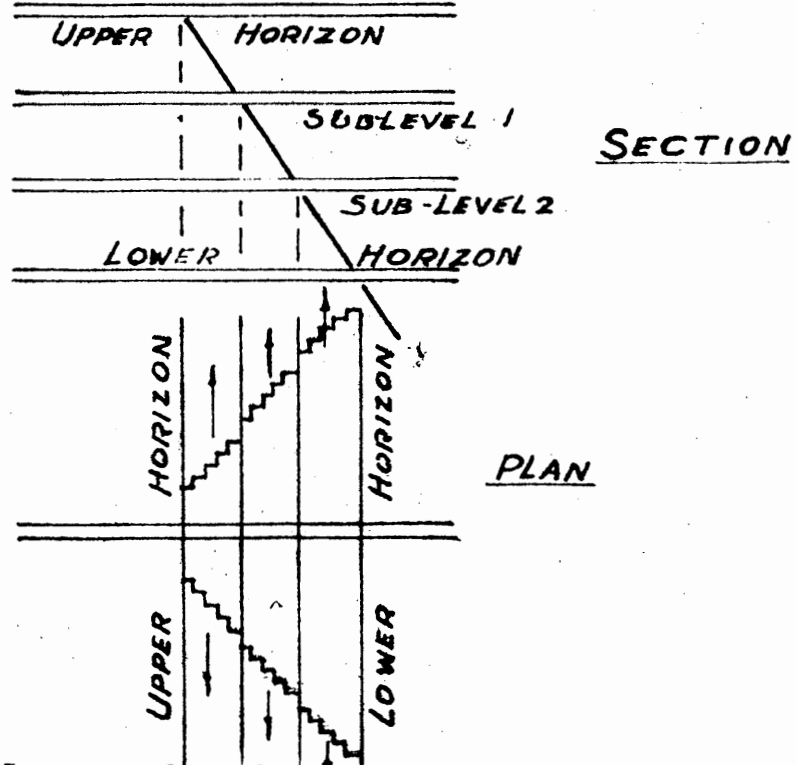 UPPER HORIZON
SUB-LEVEL 1
SECTION
SUB-LEVEL 2
LOWER HORIZON
HORIZON
HORIZON
PLAN
UPPER
LOWER